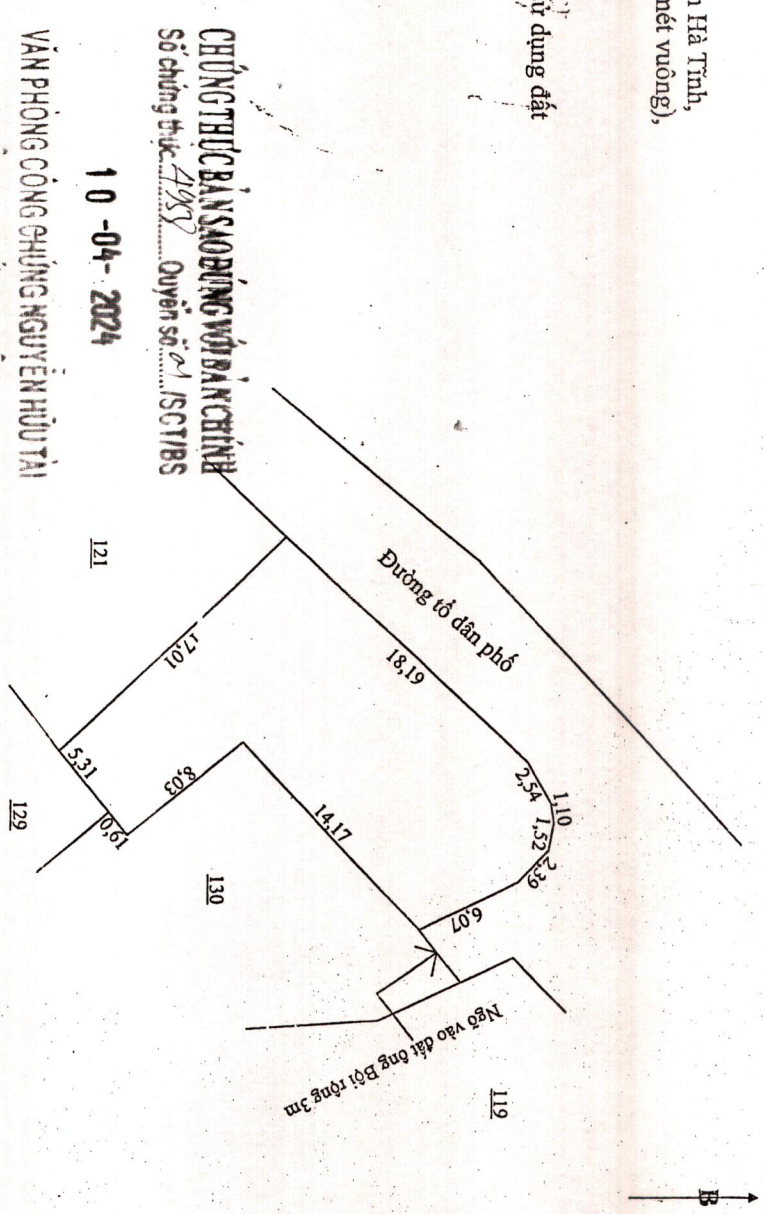 n Hà Tĩnh,
nét vuông),
ử dụng đất
CHỨNG THỰC BẢN SAO ĐÚNG VỚI BẢN CHÍNH
Số chứng thực Quyển số 01 /SCT/BS
10 -04- 2024
VĂN PHÒNG CÔNG CHỨNG NGUYỄN HỮU TÀI
B
Đường tổ dân phố
18,19
2,54
1,10
1,52
2,39
6,07
14,17
8,03
0,61
5,31
17,01
121
129
130
119
Ngõ vào đất ông Bội rộng 3m